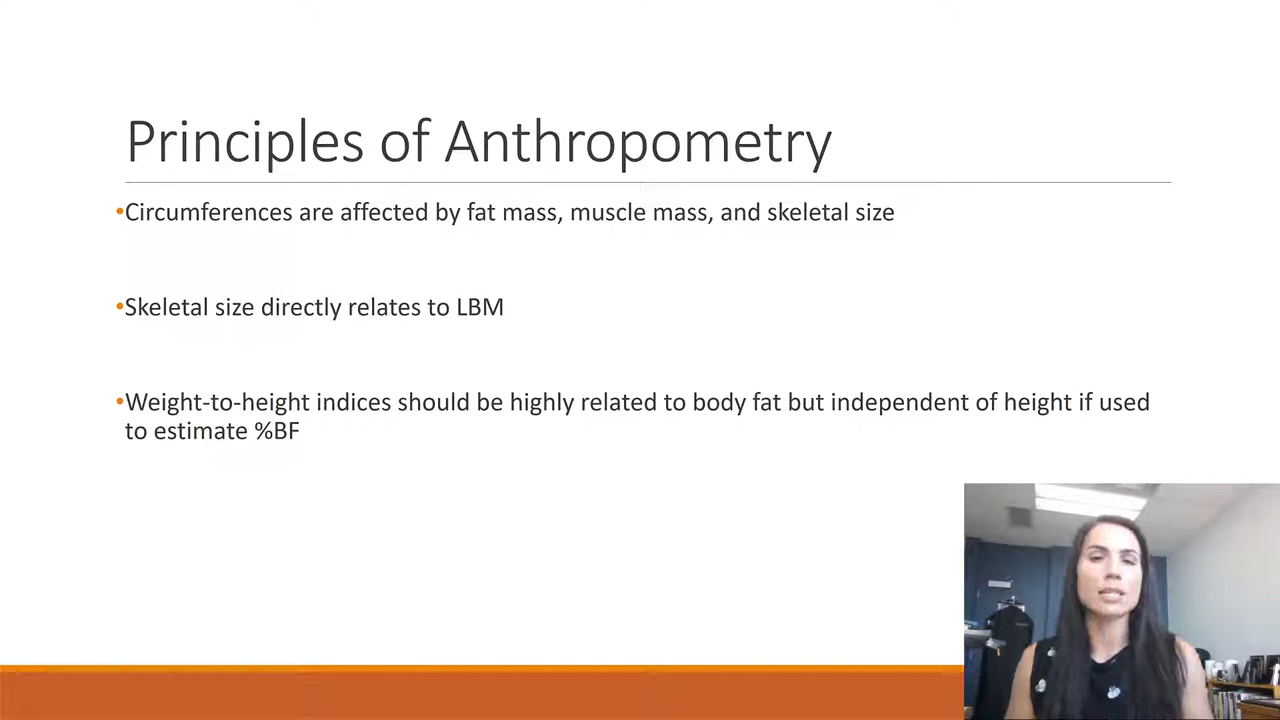 Principles of Anthropometry
•Circumferences are affected by fat mass, muscle mass, and skeletal size
•Skeletal size directly relates to LBM
•Weight-to-height indices should be highly related to body fat but independent of height if used
to estimate %BF